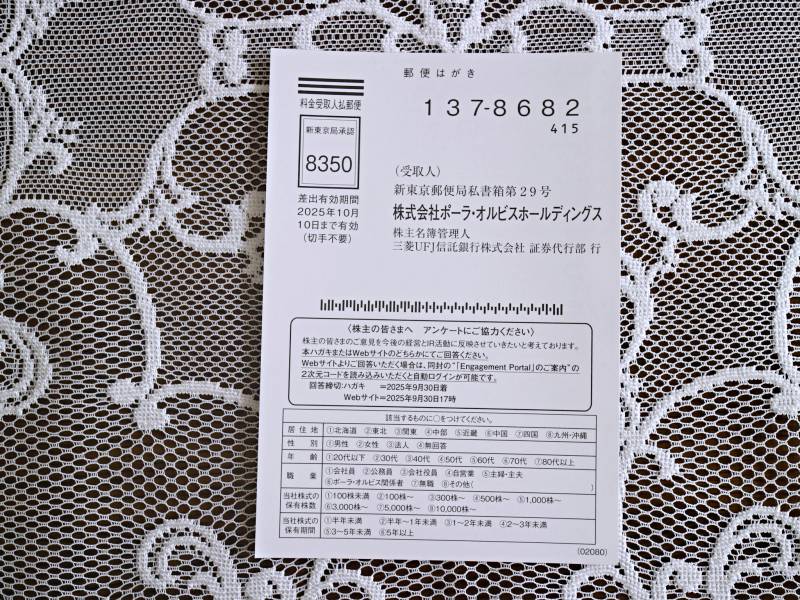 郵便はがき
料金受取人払郵便
137-8682
415
新東京局承認
8350
差出有効期間
2025年10月
10日まで有効
(切手不要)
(受取人)
新東京郵便局私書箱第29号
株式会社ポーラ・オルビスホールディングス
株主名簿管理人
三菱UFJ信託銀行株式会社 証券代行部 行
〈株主の皆さまへ アンケートにご協力ください〉
株主の皆さまのご意見を今後の経営とIR活動に反映させていきたいと考えております。
本ハガキまたはWebサイトのどちらかにてご回答ください。
Webサイトよりご回答いただく場合は、同封の"「Engagement Portal」のご案内"の
2次元コードを読み込みいただくと自動ログインが可能です。
回答締切:ハガキ =2025年9月30日着
Webサイト=2025年9月30日17時
該当するものに○をつけてください。
居住地 ①北海道 ②東北 ③関東 ④中部 ⑤近畿 ⑥中国 ⑦四国 ⑧九州・沖縄
性別 ①男性 ②女性 ③法人 ④無回答
年齢 ①20代以下 ②30代 ③40代 ④50代 ⑤60代 ⑥70代 ⑦80代以上
職業 ①会社員 ②公務員 ③会社役員 ④自営業 ⑤主婦・主夫
⑥ポーラ・オルビス関係者 ⑦無職 ⑧その他( )
当社株式の保有株数 ①100株未満 ②100株~ ③300株~ ④500株~ ⑤1,000株~
⑥3,000株~ ⑦5,000株~ ⑧10,000株~
当社株式の保有期間 ①半年未満 ②半年~1年未満 ③1~2年未満 ④2~3年未満
⑤3~5年未満 ⑥5年以上
(02080)